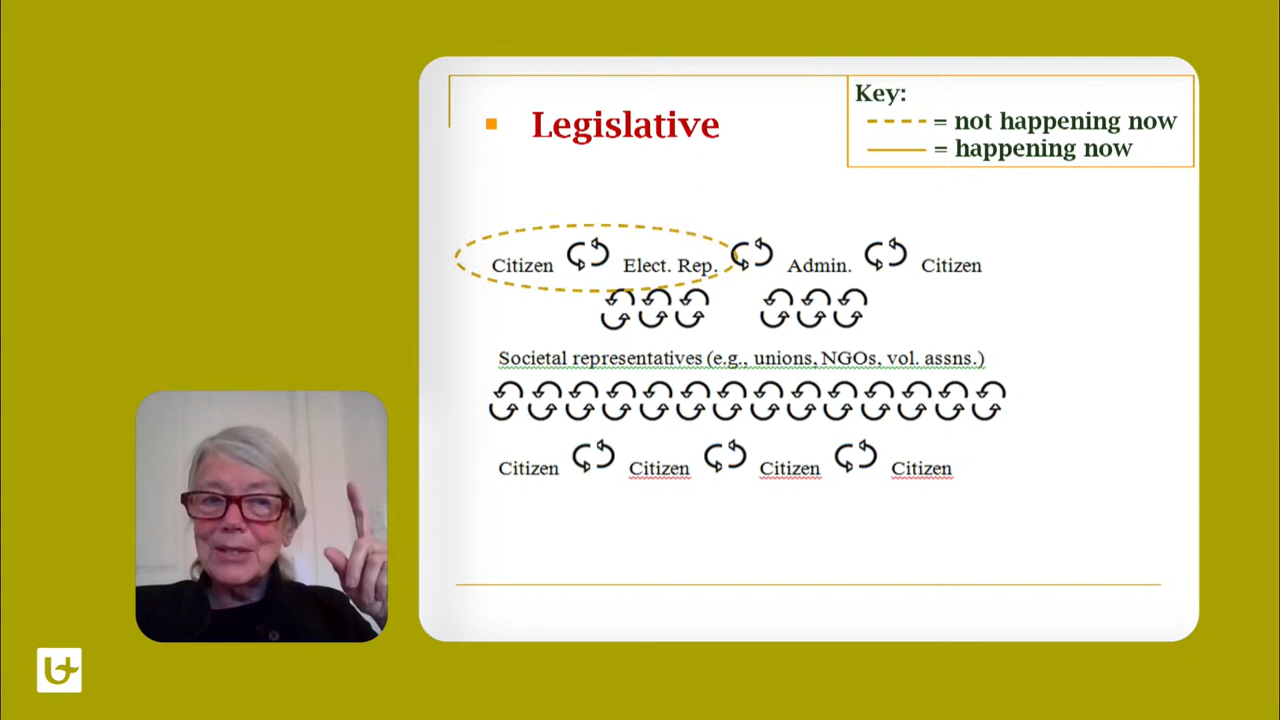 Legislative
Key:
= not happening now
= happening now
Citizen Elect. Rep. Admin. Citizen
Societal representatives (e.g., unions, NGOs, vol. assns.)
Citizen Citizen Citizen Citizen